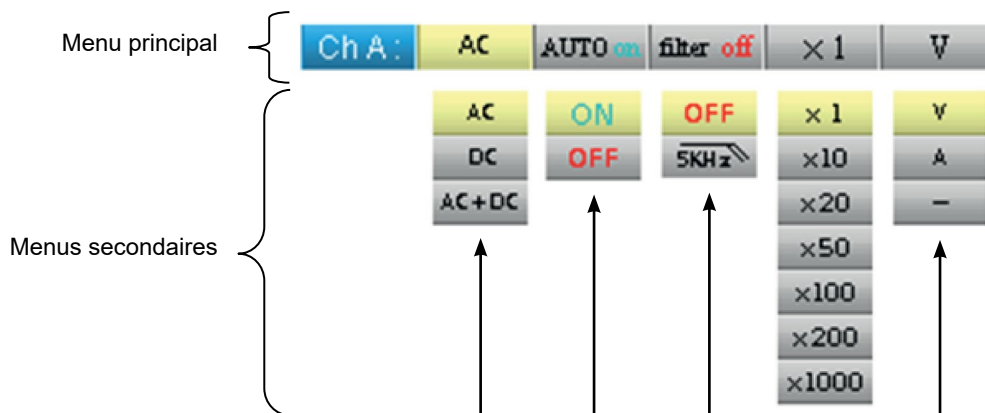 Menu principal
Ch A: AC AUTO on filter off ×1 V
Menus secondaires
AC ON OFF ×1 V
DC OFF 5KHz ×10 A
AC+DC ×20 −
×50
×100
×200
×1000